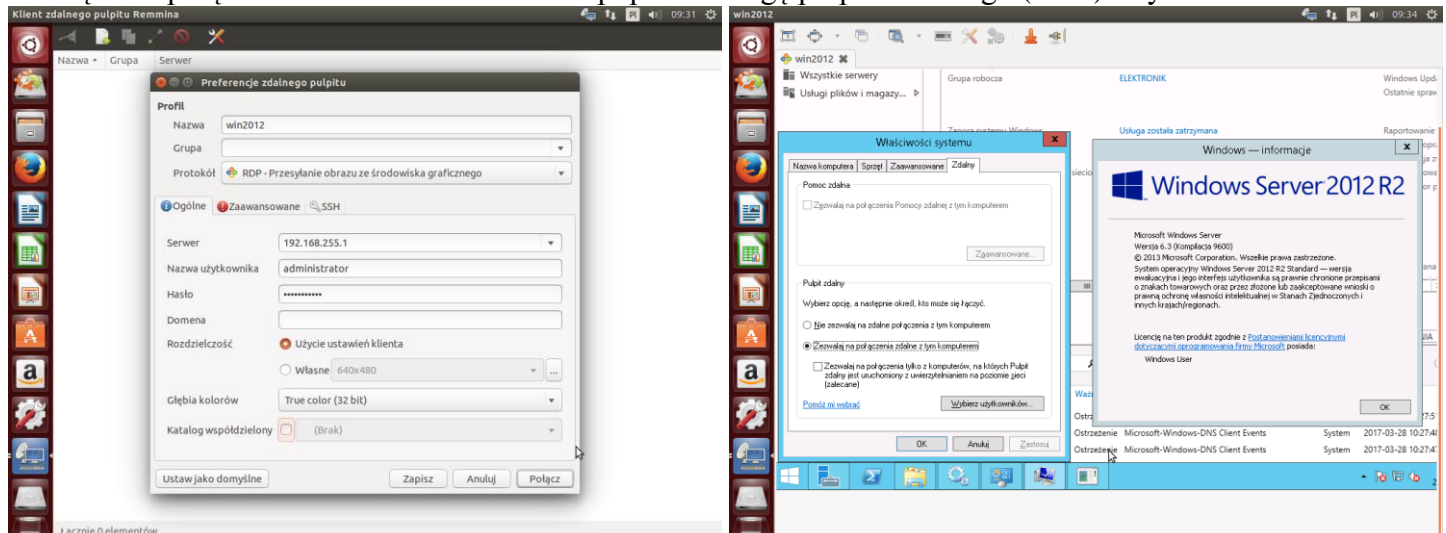 Klient zdalnego pulpitu Remmina
Pl
09:31
Nazwa
Grupa
Serwer
Preferencje zdalnego pulpitu
Profil
Nazwa win2012
Grupa
Protokół RDP - Przesyłanie obrazu ze środowiska graficznego
Ogólne Zaawansowane SSH
Serwer 192.168.255.1
Nazwa użytkownika administrator
Hasło •••••••••••
Domena
Rozdzielczość Użycie ustawień klienta
Własne 640x480 ...
Głębia kolorów True color (32 bit)
Katalog współdzielony (Brak)
Ustaw jako domyślne Zapisz Anuluj Połącz
Łącznie 0 elementów
win2012
Pl
09:34
win2012
Wszystkie serwery
Usługi plików i magazy...
Grupa robocza ELEKTRONIK Windows Upd
Ostatnie spraw
Zapora systemu Windows Usługa została zatrzymana Raportowanie
Właściwości systemu
Nazwa komputera Sprzęt Zaawansowane Zdalny
Pomoc zdalna
Zezwalaj na połączenia Pomocy zdalnej z tym komputerem
Zaawansowane...
Pulpit zdalny
Wybierz opcję, a następnie określ, kto może się łączyć.
Nie zezwalaj na zdalne połączenia z tym komputerem
Zezwalaj na połączenia zdalne z tym komputerem
Zezwalaj na połączenia tylko z komputerów, na których Pulpit
zdalny jest uruchomiony z uwierzytelnianiem na poziomie sieci
(zalecane)
Pomóż mi wybrać Wybierz użytkowników...
OK Anuluj Zastosuj
Windows — informacje
Windows Server 2012 R2
Microsoft Windows Server
Wersja 6.3 (Kompilacja 9600)
© 2013 Microsoft Corporation. Wszelkie prawa zastrzeżone.
System operacyjny Windows Server 2012 R2 Standard — wersja
ewaluacyjna i jego interfejs użytkownika są prawnie chronione przepisami
o znakach towarowych oraz przez złożone lub zaakceptowane wnioski o
prawną ochronę własności intelektualnej w Stanach Zjednoczonych i
innych krajach/regionach.
Licencję na ten produkt zgodnie z Postanowieniami licencyjnymi
dotyczącymi oprogramowania firmy Microsoft posiada:
Windows User
OK
Ostrzeżenie Microsoft-Windows-DNS Client Events System 2017-03-28 10:27:48
Ostrzeżenie Microsoft-Windows-DNS Client Events System 2017-03-28 10:27:4